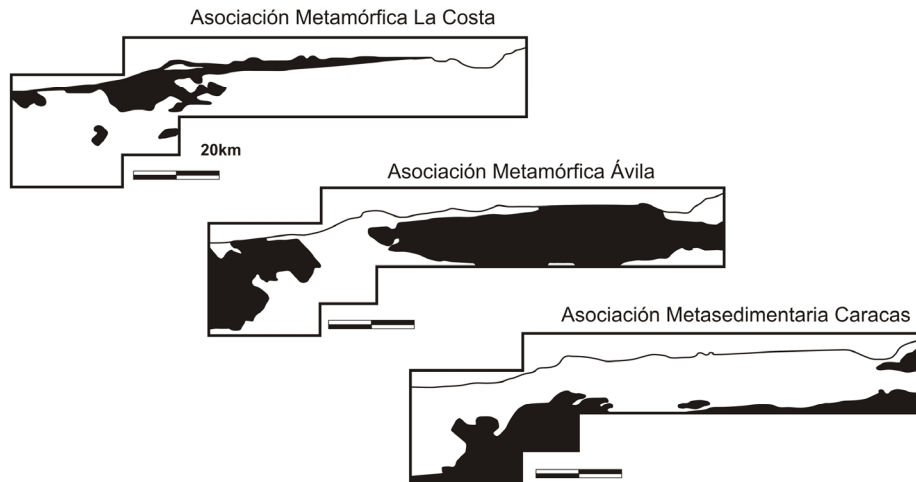 Asociación Metamórfica La Costa
20km
Asociación Metamórfica Ávila
Asociación Metasedimentaria Caracas